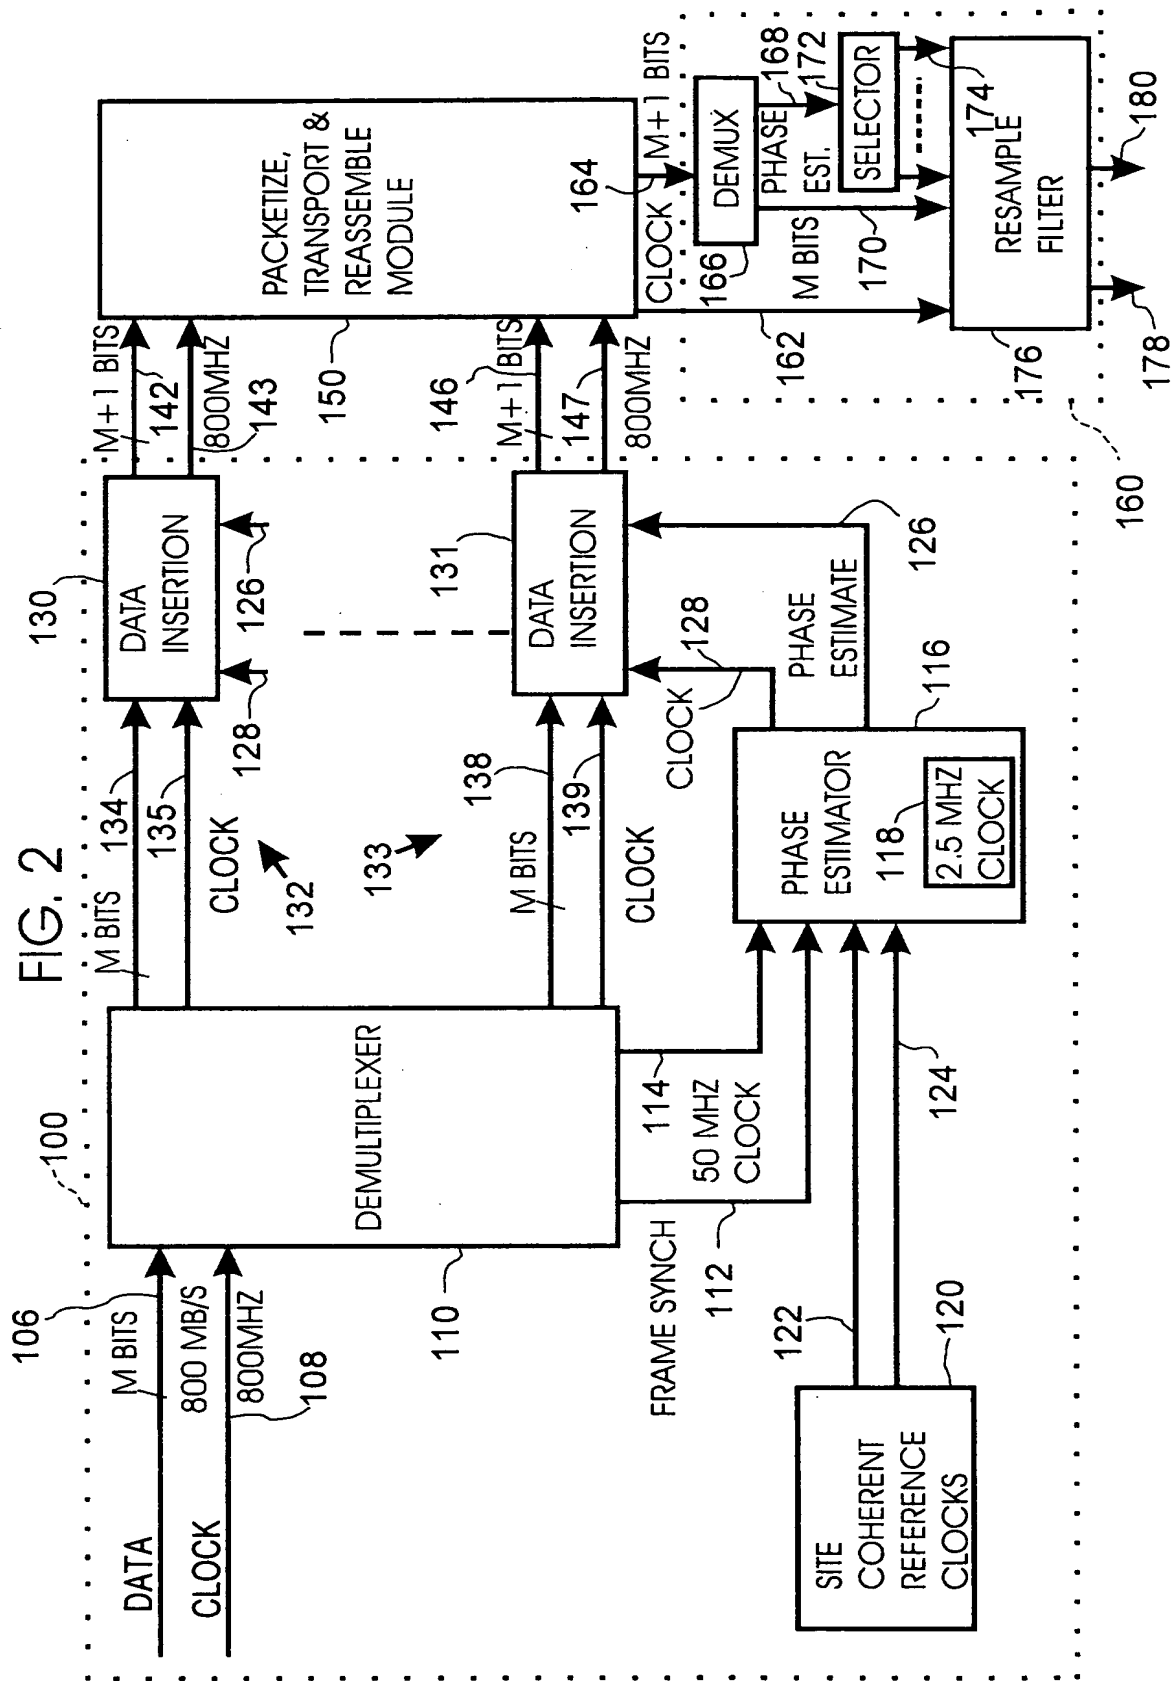 FIG. 2
100
DATA
CLOCK
106
M BITS
800 MB/S
800MHZ
108
DEMULTIPLEXER
110
M BITS
134
135
CLOCK
132
133
M BITS
138
139
CLOCK
130
DATA
INSERTION
128
126
131
DATA
INSERTION
M+1 BITS
142
800MHZ
143
146
M+1 BITS
147
800MHZ
PACKETIZE,
TRANSPORT &
REASSEMBLE
MODULE
150
114
50 MHZ
CLOCK
FRAME SYNCH
112
SITE
COHERENT
REFERENCE
CLOCKS
120
122
124
PHASE
ESTIMATOR
118
2.5 MHZ
CLOCK
116
CLOCK
128
PHASE
ESTIMATE
126
160
164
CLOCK
M+1 BITS
DEMUX
166
PHASE
EST.
168
172
SELECTOR
162
M BITS
170
174
RESAMPLE
FILTER
176
178
180